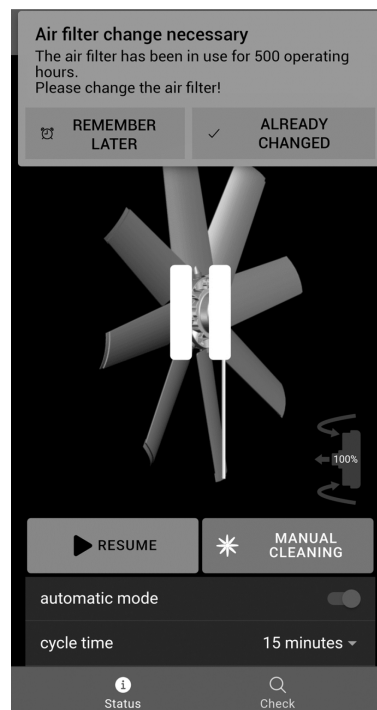 Air filter change necessary
The air filter has been in use for 500 operating
hours.
Please change the air filter!
REMEMBER
LATER
ALREADY
CHANGED
100%
RESUME
MANUAL
CLEANING
automatic mode
cycle time
15 minutes
Status
Check